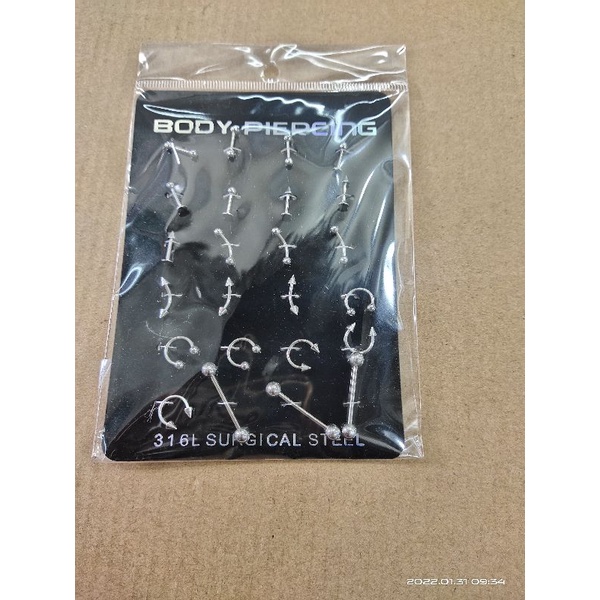 BODY PIERCING
316L SURGICAL STEEL
2022.01.31 09:34